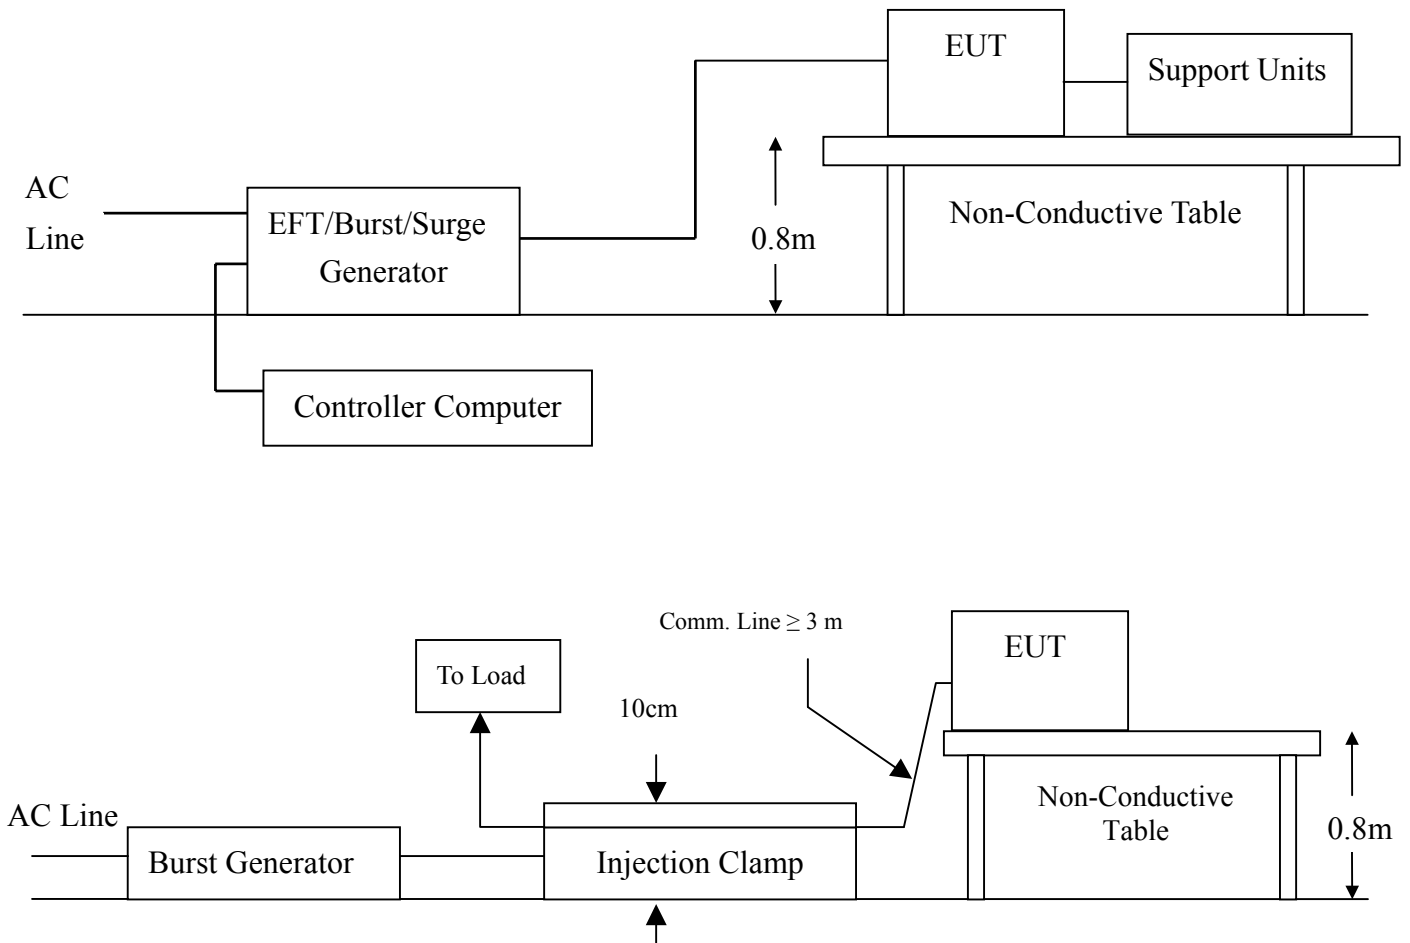 EUT
Support Units
AC
Line
EFT/Burst/Surge
Generator
0.8m
Non-Conductive Table
Controller Computer
Comm. Line ≥ 3 m
EUT
To Load
10cm
AC Line
Burst Generator
Injection Clamp
Non-Conductive
Table
0.8m